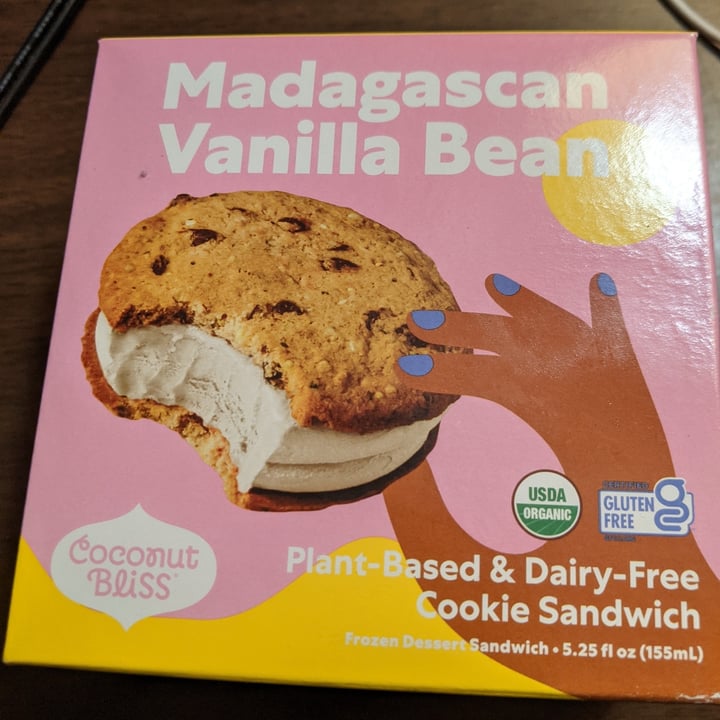 Madagascan
Vanilla Bean
USDA
ORGANIC
CERTIFIED
GLUTEN
FREE
Coconut
Bliss
Plant-Based & Dairy-Free
Cookie Sandwich
Frozen Dessert Sandwich • 5.25 fl oz (155mL)